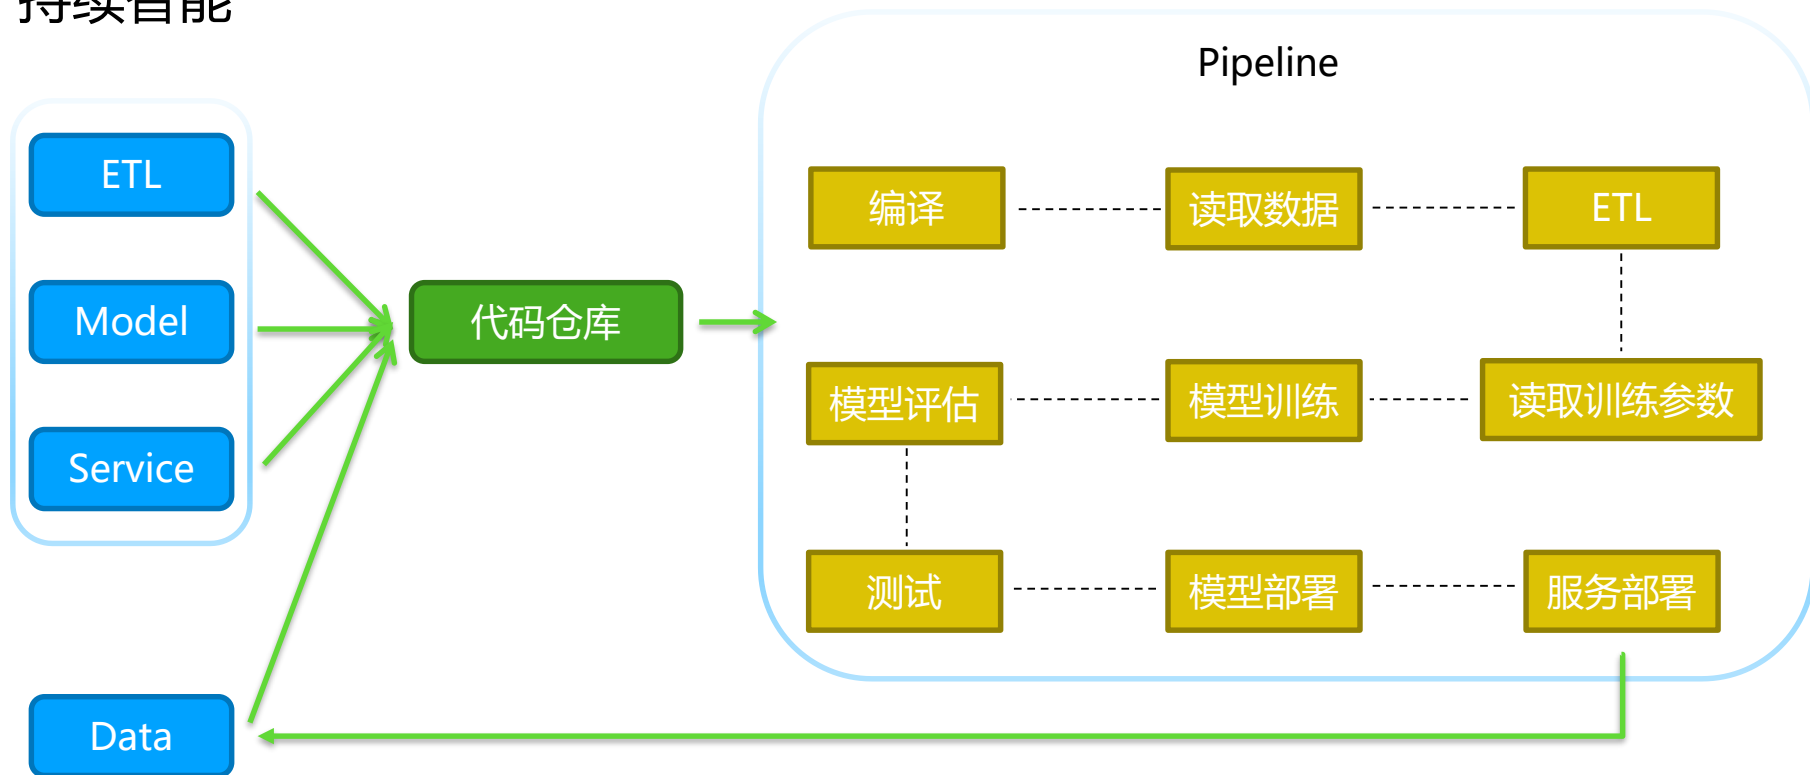 持续智能
Pipeline
ETL
Model
Service
Data
代码仓库
编译
读取数据
ETL
模型评估
模型训练
读取训练参数
测试
模型部署
服务部署